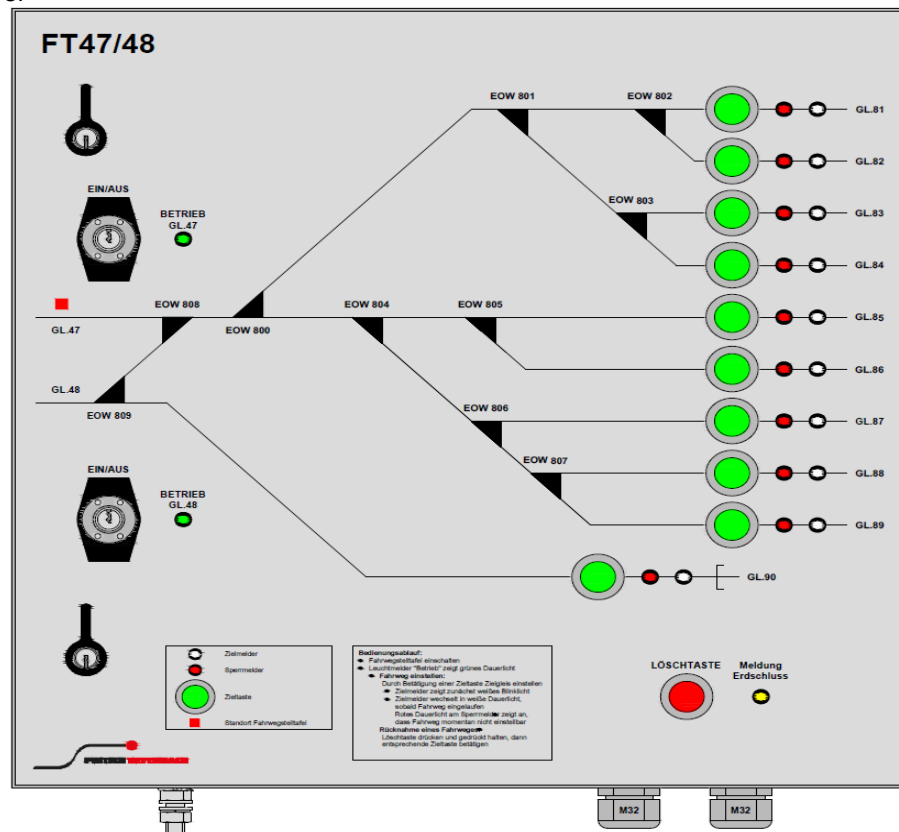 FT47/48
EOW 801
EOW 802
GL.81
GL.82
EIN/AUS
BETRIEB
GL.47
EOW 803
GL.83
GL.84
EOW 808
EOW 804
EOW 805
GL.47
EOW 800
GL.85
GL.48
GL.86
EOW 809
EOW 806
GL.87
EOW 807
EIN/AUS
GL.88
BETRIEB
GL.48
GL.89
GL.90
Zielmelder
Sperrmelder
Zieltaste
Standort Fahrwegstelltafel
Bedienungsablauf:
Fahrwegstelltafel einschalten
Leuchtmelder "Betrieb" zeigt grünes Dauerlicht
Fahrweg einstellen:
Durch Betätigung einer Zieltaste Zielgleis einstellen
Zielmelder zeigt zunächst weißes Blinklicht
Zielmelder wechselt in weiße Dauerlicht,
sobald Fahrweg eingelaufen
Rotes Dauerlicht am Sperrmelder zeigt an,
dass Fahrweg momentan nicht einstellbar
Rücknahme eines Fahrweges
Löschtaste drücken und gedrückt halten, dann
entsprechende Zieltaste betätigen
LÖSCHTASTE
Meldung
Erdschluss
M32
M32